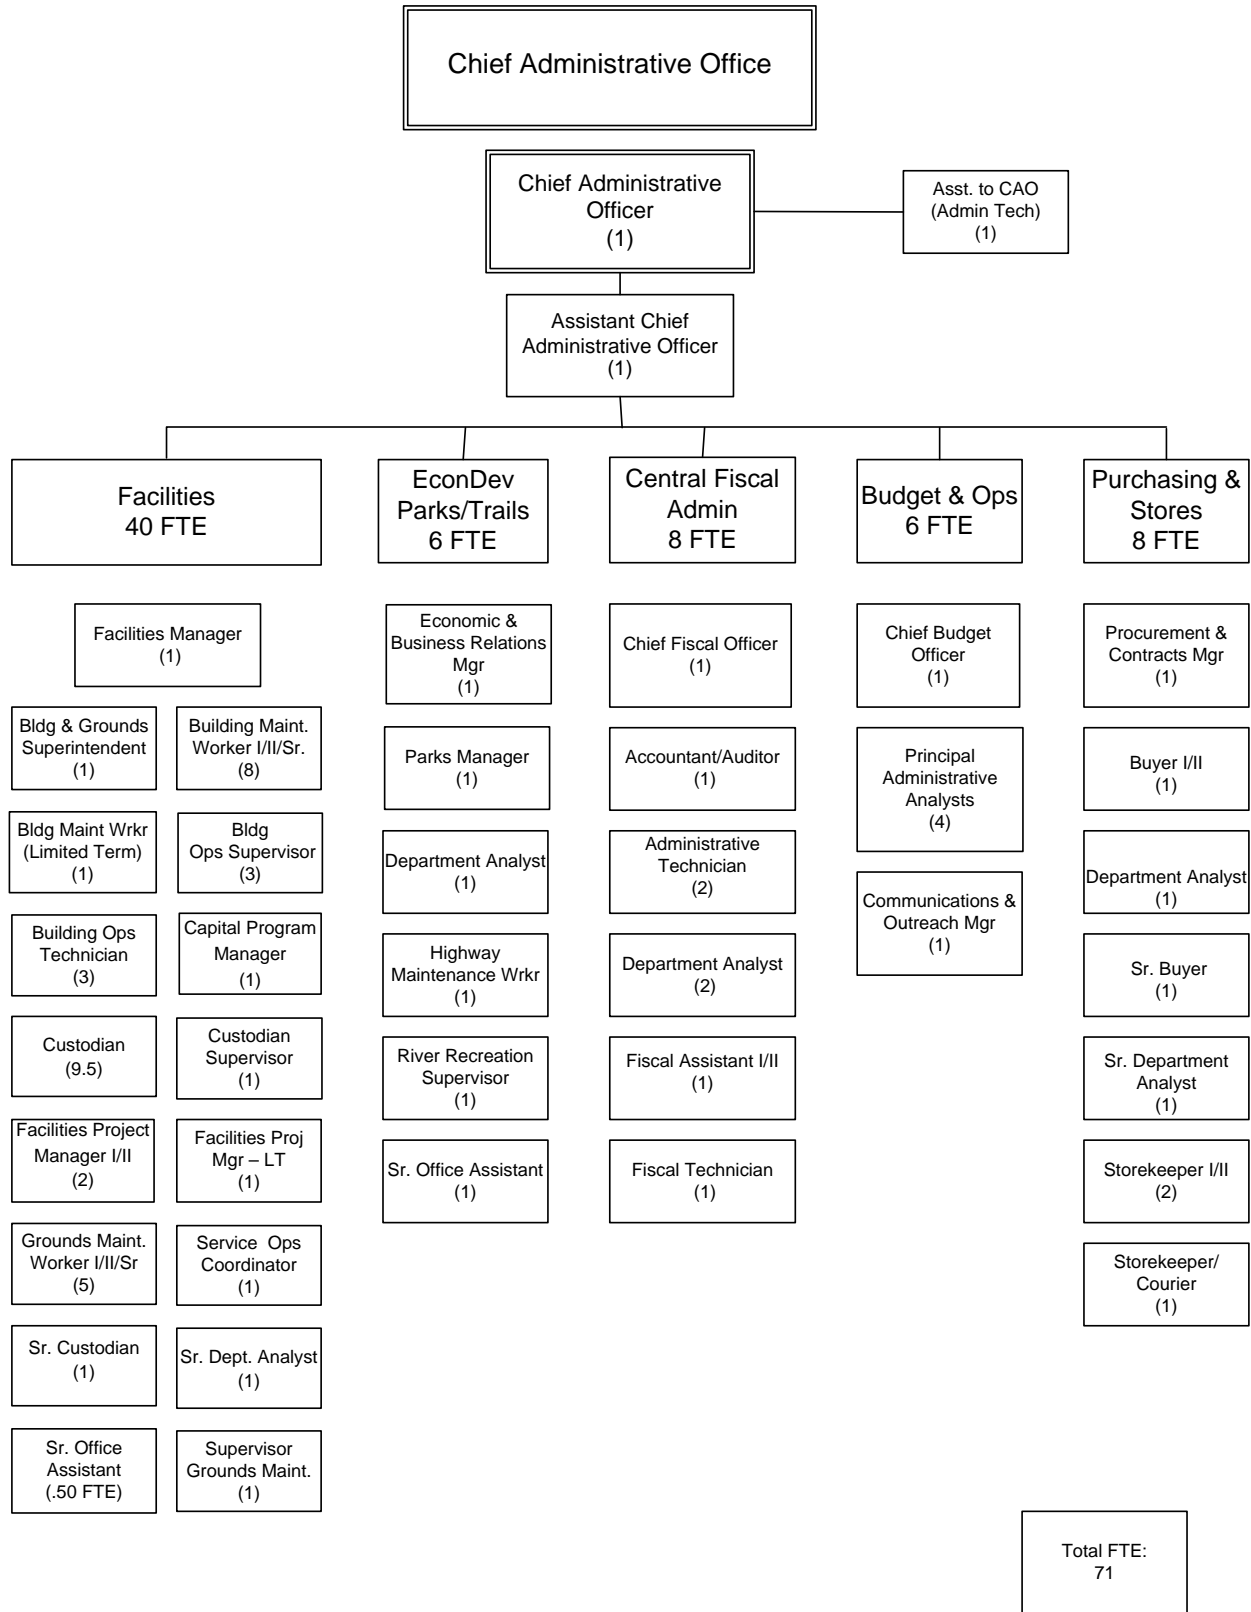 Chief Administrative Office
Chief Administrative
Officer
(1)
Asst. to CAO
(Admin Tech)
(1)
Assistant Chief
Administrative Officer
(1)
Facilities
40 FTE
EconDev
Parks/Trails
6 FTE
Central Fiscal
Admin
8 FTE
Budget & Ops
6 FTE
Purchasing &
Stores
8 FTE
Facilities Manager
(1)
Bldg & Grounds
Superintendent
(1)
Building Maint.
Worker I/II/Sr.
(8)
Bldg Maint Wrkr
(Limited Term)
(1)
Bldg
Ops Supervisor
(3)
Building Ops
Technician
(3)
Capital Program
Manager
(1)
Custodian
(9.5)
Custodian
Supervisor
(1)
Facilities Project
Manager I/II
(2)
Facilities Proj
Mgr – LT
(1)
Grounds Maint.
Worker I/II/Sr
(5)
Service Ops
Coordinator
(1)
Sr. Custodian
(1)
Sr. Dept. Analyst
(1)
Sr. Office
Assistant
(.50 FTE)
Supervisor
Grounds Maint.
(1)
Economic &
Business Relations
Mgr
(1)
Parks Manager
(1)
Department Analyst
(1)
Highway
Maintenance Wrkr
(1)
River Recreation
Supervisor
(1)
Sr. Office Assistant
(1)
Chief Fiscal Officer
(1)
Accountant/Auditor
(1)
Administrative
Technician
(2)
Department Analyst
(2)
Fiscal Assistant I/II
(1)
Fiscal Technician
(1)
Chief Budget
Officer
(1)
Principal
Administrative
Analysts
(4)
Communications &
Outreach Mgr
(1)
Procurement &
Contracts Mgr
(1)
Buyer I/II
(1)
Department Analyst
(1)
Sr. Buyer
(1)
Sr. Department
Analyst
(1)
Storekeeper I/II
(2)
Storekeeper/
Courier
(1)
Total FTE:
71